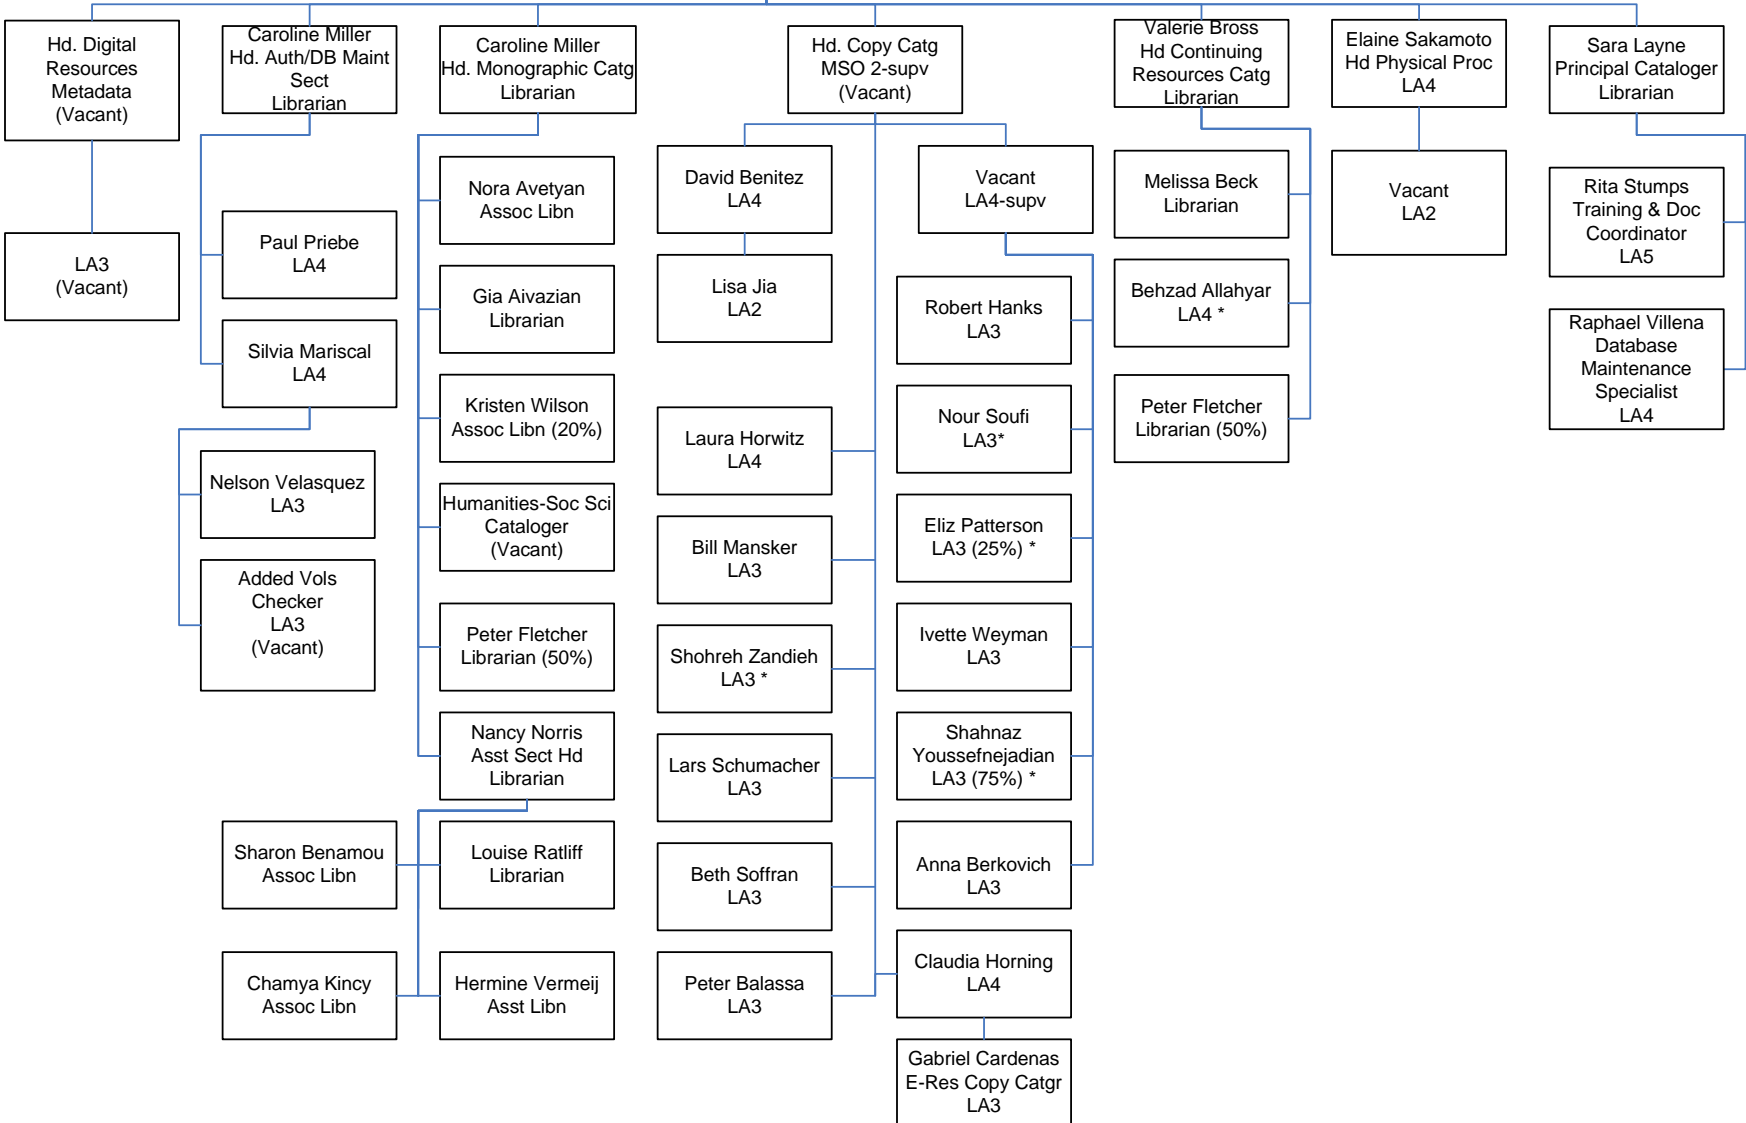 Hd. Digital
Resources
Metadata
(Vacant)
LA3
(Vacant)
Caroline Miller
Hd. Auth/DB Maint
Sect
Librarian
Paul Priebe
LA4
Silvia Mariscal
LA4
Nelson Velasquez
LA3
Added Vols
Checker
LA3
(Vacant)
Caroline Miller
Hd. Monographic Catg
Librarian
Nora Avetyan
Assoc Libn
Gia Aivazian
Librarian
Kristen Wilson
Assoc Libn (20%)
Humanities-Soc Sci
Cataloger
(Vacant)
Peter Fletcher
Librarian (50%)
Nancy Norris
Asst Sect Hd
Librarian
Sharon Benamou
Assoc Libn
Louise Ratliff
Librarian
Chamya Kincy
Assoc Libn
Hermine Vermeij
Asst Libn
Hd. Copy Catg
MSO 2-supv
(Vacant)
David Benitez
LA4
Lisa Jia
LA2
Laura Horwitz
LA4
Bill Mansker
LA3
Shohreh Zandieh
LA3 *
Lars Schumacher
LA3
Beth Soffran
LA3
Peter Balassa
LA3
Vacant
LA4-supv
Robert Hanks
LA3
Nour Soufi
LA3*
Eliz Patterson
LA3 (25%) *
Ivette Weyman
LA3
Shahnaz
Youssefnejadian
LA3 (75%) *
Anna Berkovich
LA3
Claudia Horning
LA4
Gabriel Cardenas
E-Res Copy Catgr
LA3
Valerie Bross
Hd Continuing
Resources Catg
Librarian
Melissa Beck
Librarian
Behzad Allahyar
LA4 *
Peter Fletcher
Librarian (50%)
Elaine Sakamoto
Hd Physical Proc
LA4
Vacant
LA2
Sara Layne
Principal Cataloger
Librarian
Rita Stumps
Training & Doc
Coordinator
LA5
Raphael Villena
Database
Maintenance
Specialist
LA4